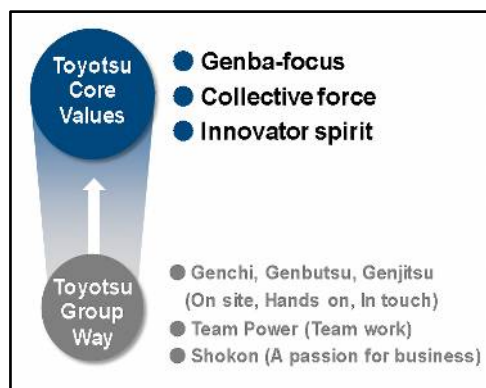 Toyotsu
Core
Values
● Genba-focus
● Collective force
● Innovator spirit
Toyotsu
Group
Way
● Genchi, Genbutsu, Genjitsu
(On site, Hands on, In touch)
● Team Power (Team work)
● Shokon (A passion for business)